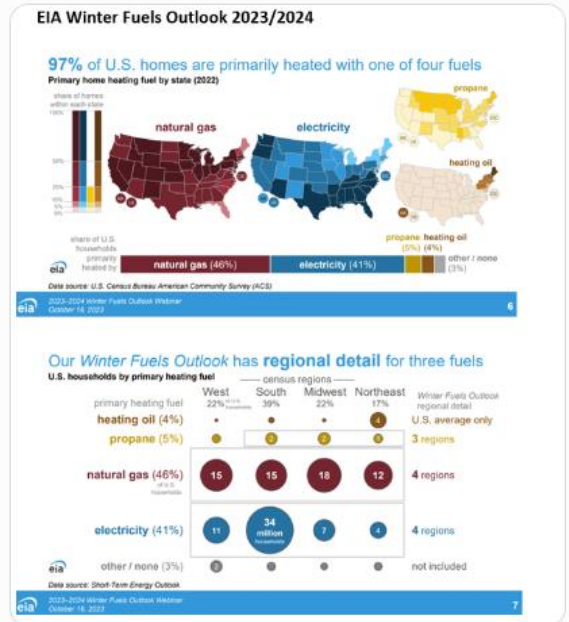 EIA Winter Fuels Outlook 2023/2024
97% of U.S. homes are primarily heated with one of four fuels
Primary home heating fuel by state (2022)
share of homes
within each state
100%
50%
25%
natural gas
electricity
propane
heating oil
share of U.S.
households
primarily
heated by
natural gas (46%)
electricity (41%)
propane heating oil
(5%) (4%)
other / none
(3%)
eia
Data source: U.S. Census Bureau American Community Survey (ACS)
eia
2023–2024 Winter Fuels Outlook Webinar
October 16, 2023
6
Our Winter Fuels Outlook has regional detail for three fuels
U.S. households by primary heating fuel
census regions
West South Midwest Northeast
primary heating fuel 22% of U.S. households 39% 22% 17%
Winter Fuels Outlook
regional detail
heating oil (4%) 4 U.S. average only
propane (5%) 2 2 1 3 regions
natural gas (46%) 15 15 18 12 4 regions
of U.S.
households
electricity (41%) 11 34 million households 7 4 4 regions
other / none (3%) 2 not included
eia
Data source: Short-Term Energy Outlook
eia
2023–2024 Winter Fuels Outlook Webinar
October 16, 2023
7